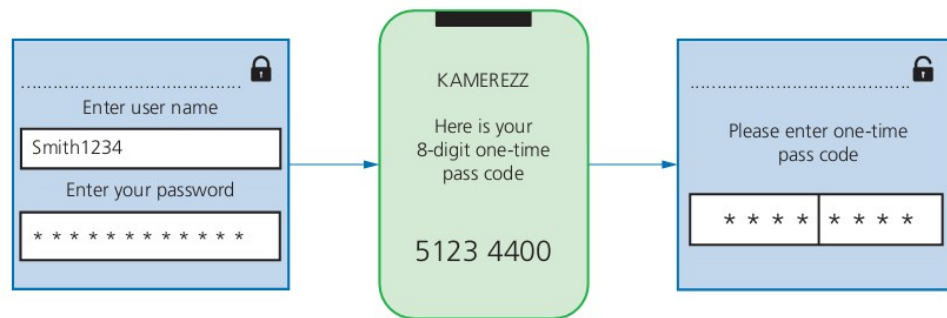 Enter user name
Smith1234
Enter your password
* * * * * * * * * * * *
KAMEREZZ
Here is your
8-digit one-time
pass code
5123 4400
Please enter one-time
pass code
* * * * * * * *